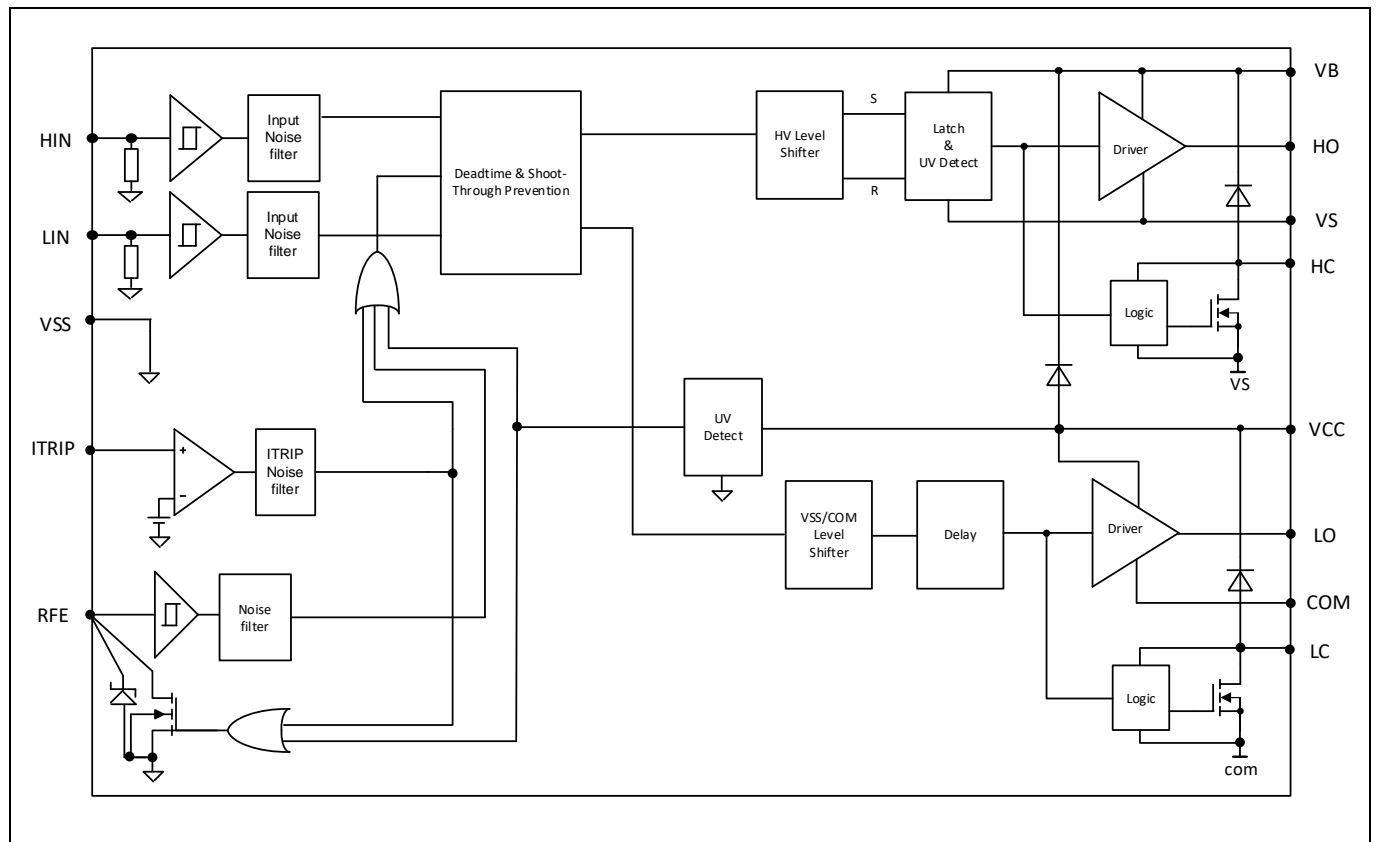 HIN
LIN
VSS
ITRIP
RFE
Input
Noise
filter
Input
Noise
filter
ITRIP
Noise
filter
+
-
Noise
filter
Deadtime & Shoot-
Through Prevention
HV Level
Shifter
S
R
Latch
&
UV Detect
Driver
Logic
VS
UV
Detect
VSS/COM
Level
Shifter
Delay
Driver
Logic
com
VB
HO
VS
HC
VCC
LO
COM
LC